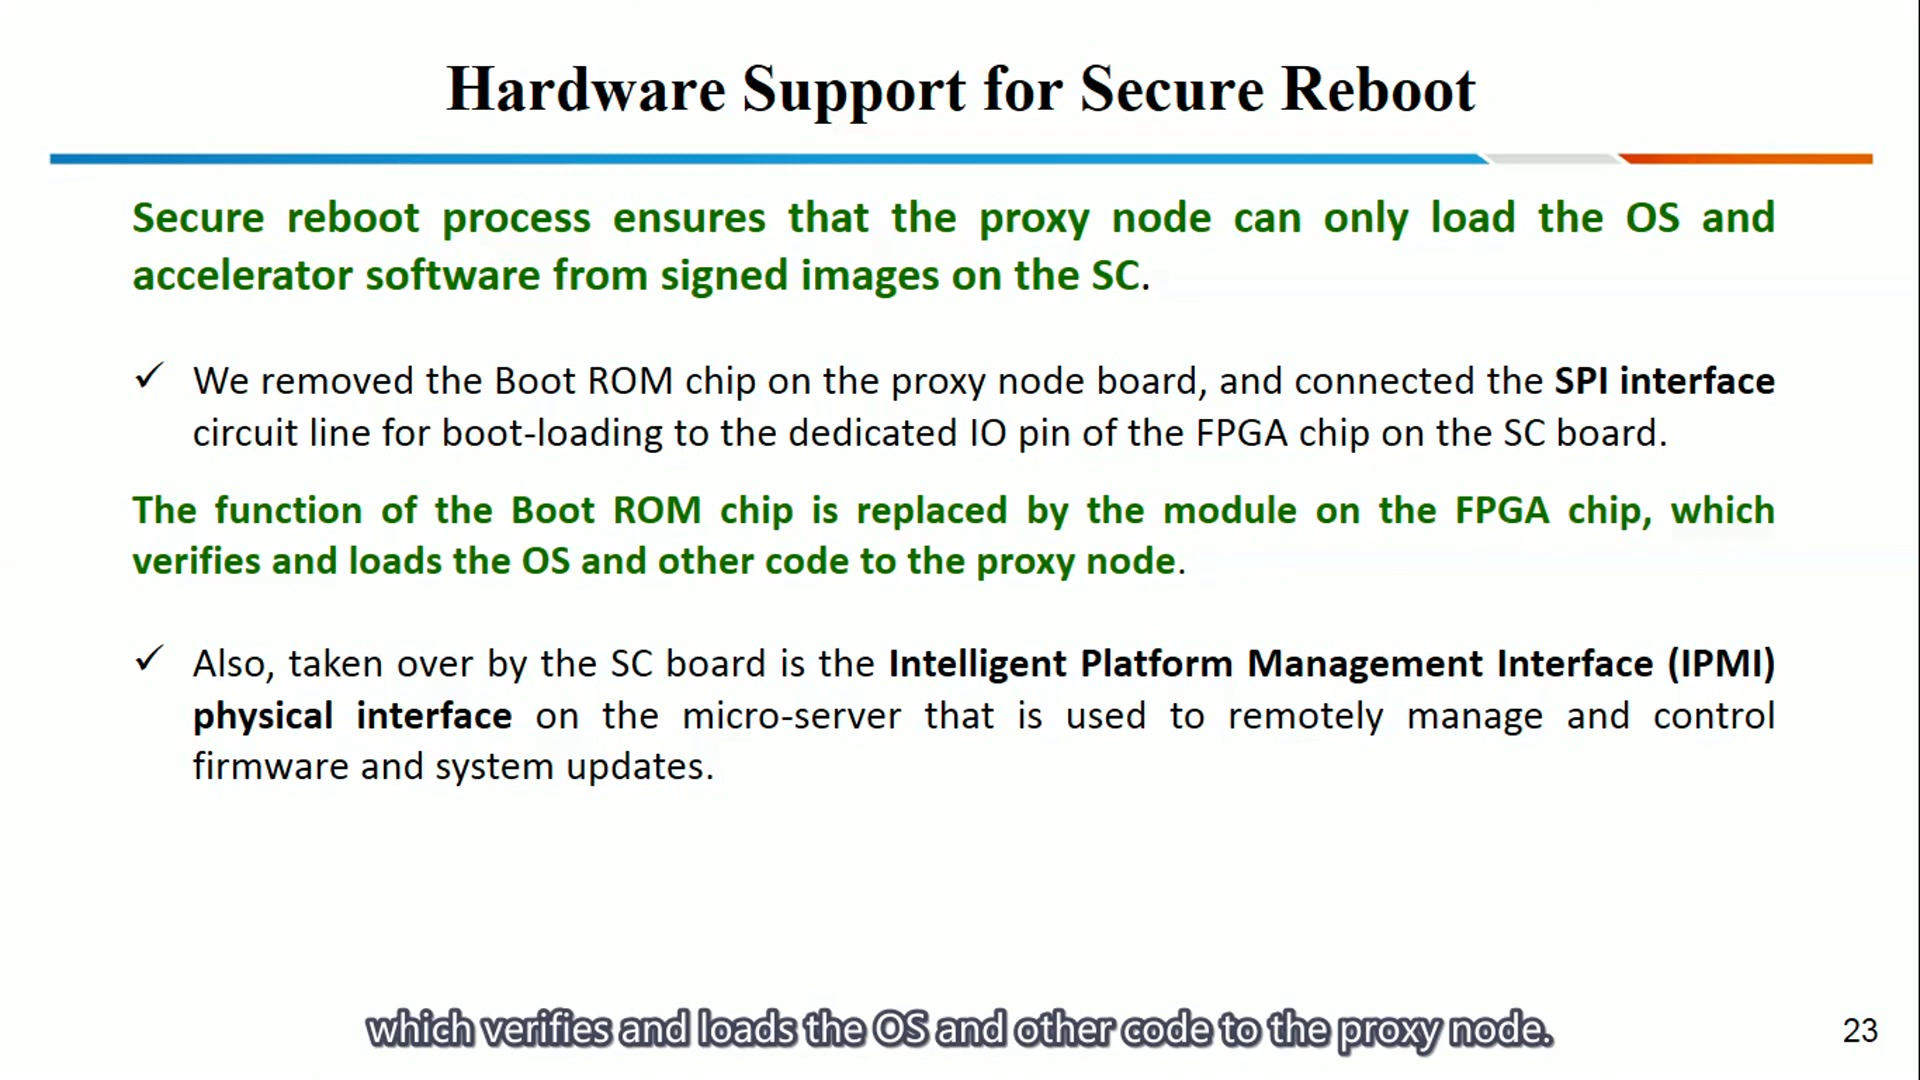 Hardware Support for Secure Reboot
Secure reboot process ensures that the proxy node can only load the OS and
accelerator software from signed images on the SC.
✓ We removed the Boot ROM chip on the proxy node board, and connected the SPI interface
circuit line for boot-loading to the dedicated IO pin of the FPGA chip on the SC board.
The function of the Boot ROM chip is replaced by the module on the FPGA chip, which
verifies and loads the OS and other code to the proxy node.
✓ Also, taken over by the SC board is the Intelligent Platform Management Interface (IPMI)
physical interface on the micro-server that is used to remotely manage and control
firmware and system updates.
which verifies and loads the OS and other code to the proxy node.
23